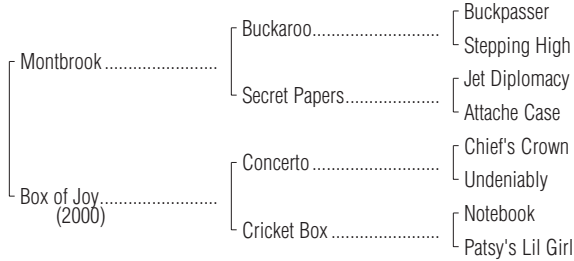 Buckpasser
Buckaroo
Stepping High
Montbrook
Jet Diplomacy
Secret Papers
Attache Case
Chief's Crown
Concerto
Undeniably
Box of Joy
(2000)
Notebook
Cricket Box
Patsy's Lil Girl